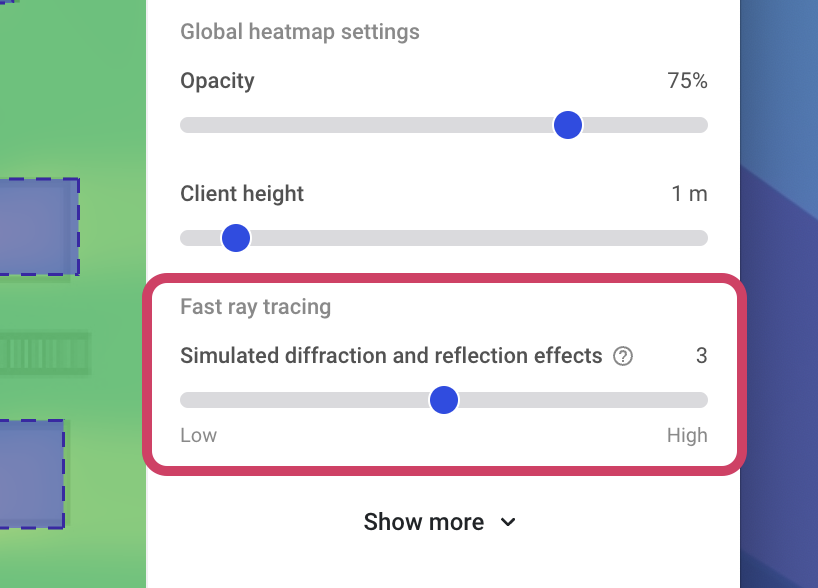 Global heatmap settings
Opacity 75%
Client height 1 m
Fast ray tracing
Simulated diffraction and reflection effects ? 3
Low High
Show more